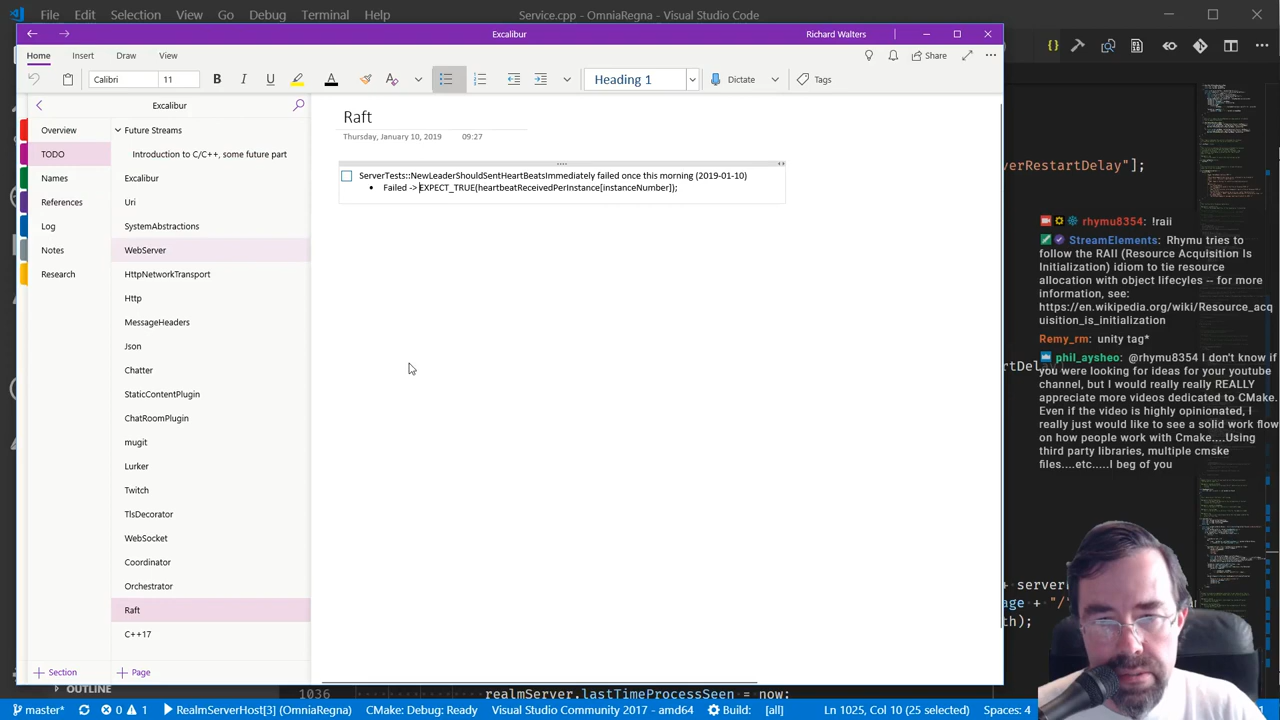 File Edit Selection View Go Debug Terminal Help Service.cpp - OmniaRegna - Visual Studio Code
Excalibur
Richard Walters
Home Insert Draw View
Share
Calibri 11 B I U A Heading 1 Dictate Tags
Excalibur
Overview
TODO
Names
References
Log
Notes
Research
Future Streams
Introduction to C/C++, some future part
Excalibur
Uri
SystemAbstractions
WebServer
HttpNetworkTransport
Http
MessageHeaders
Json
Chatter
StaticContentPlugin
ChatRoomPlugin
mugit
Lurker
Twitch
TlsDecorator
WebSocket
Coordinator
Orchestrator
Raft
C++17
Section
Page
Raft
Thursday, January 10, 2019 09:27
ServerTests::NewLeaderShouldSentHeartBeatsImmediately failed once this morning (2019-01-10)
Failed -> EXPECT_TRUE(heartbeatReceivedPerInstance[instanceNumber]);
verRestartDelay"];
rhymu8354: !raii
StreamElements: Rhymu tries to
follow the RAII (Resource Acquisition Is
Initialization) idiom to tie resource
allocation with object lifecyles -- for more
information, see:
https://en.wikipedia.org/wiki/Resource_acq
uisition_is_initialization
Remy_rm: unity tag*
phil_aysheo: @rhymu8354 I don't know if
you were looking for ideas for your youtube
channel, but I would really really REALLY
appreciate more videos dedicated to CMake.
Even if the video is highly opinionated, I
really just would like to see a solid work flow
on how people work with Cmake....Using
third party libraries, multiple cmske
files....etc.....I beg of you
+ server
age + "/"
th);
OUTLINE
1036 realmServer.lastTimeProcessSeen = now;
master* 0 1 RealmServerHost[3] (OmniaRegna) CMake: Debug: Ready Visual Studio Community 2017 - amd64 Build: [all] Ln 1025, Col 10 (25 selected) Spaces: 4